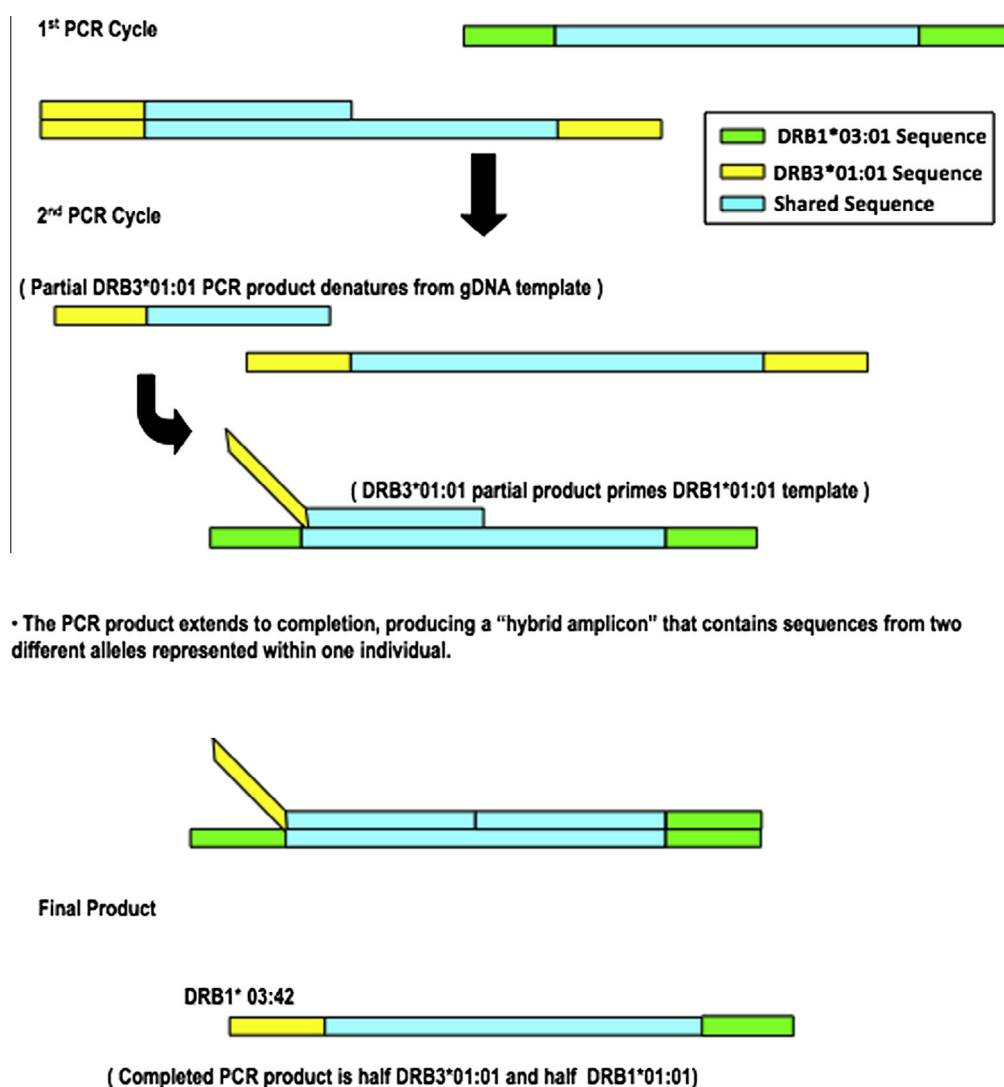 1st PCR Cycle
DRB1*03:01 Sequence
DRB3*01:01 Sequence
Shared Sequence
2nd PCR Cycle
( Partial DRB3*01:01 PCR product denatures from gDNA template )
( DRB3*01:01 partial product primes DRB1*01:01 template )
• The PCR product extends to completion, producing a “hybrid amplicon” that contains sequences from two
different alleles represented within one individual.
Final Product
DRB1* 03:42
( Completed PCR product is half DRB3*01:01 and half DRB1*01:01)